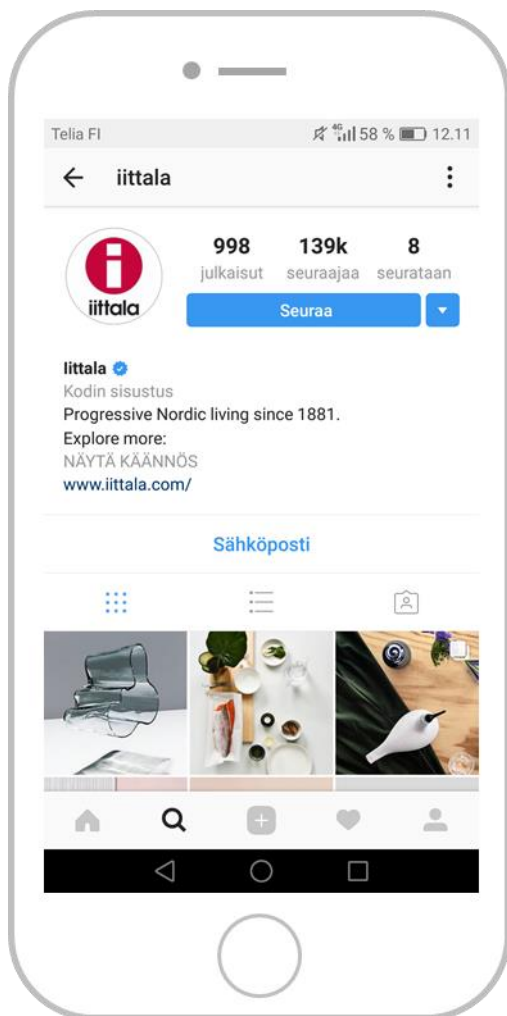 Telia FI 4G 58 % 12.11
iittala
998 139k 8
julkaisut seuraajaa seurataan
iittala
Seuraa
Iittala
Kodin sisustus
Progressive Nordic living since 1881.
Explore more:
NÄYTÄ KÄÄNNÖS
www.iittala.com/
Sähköposti